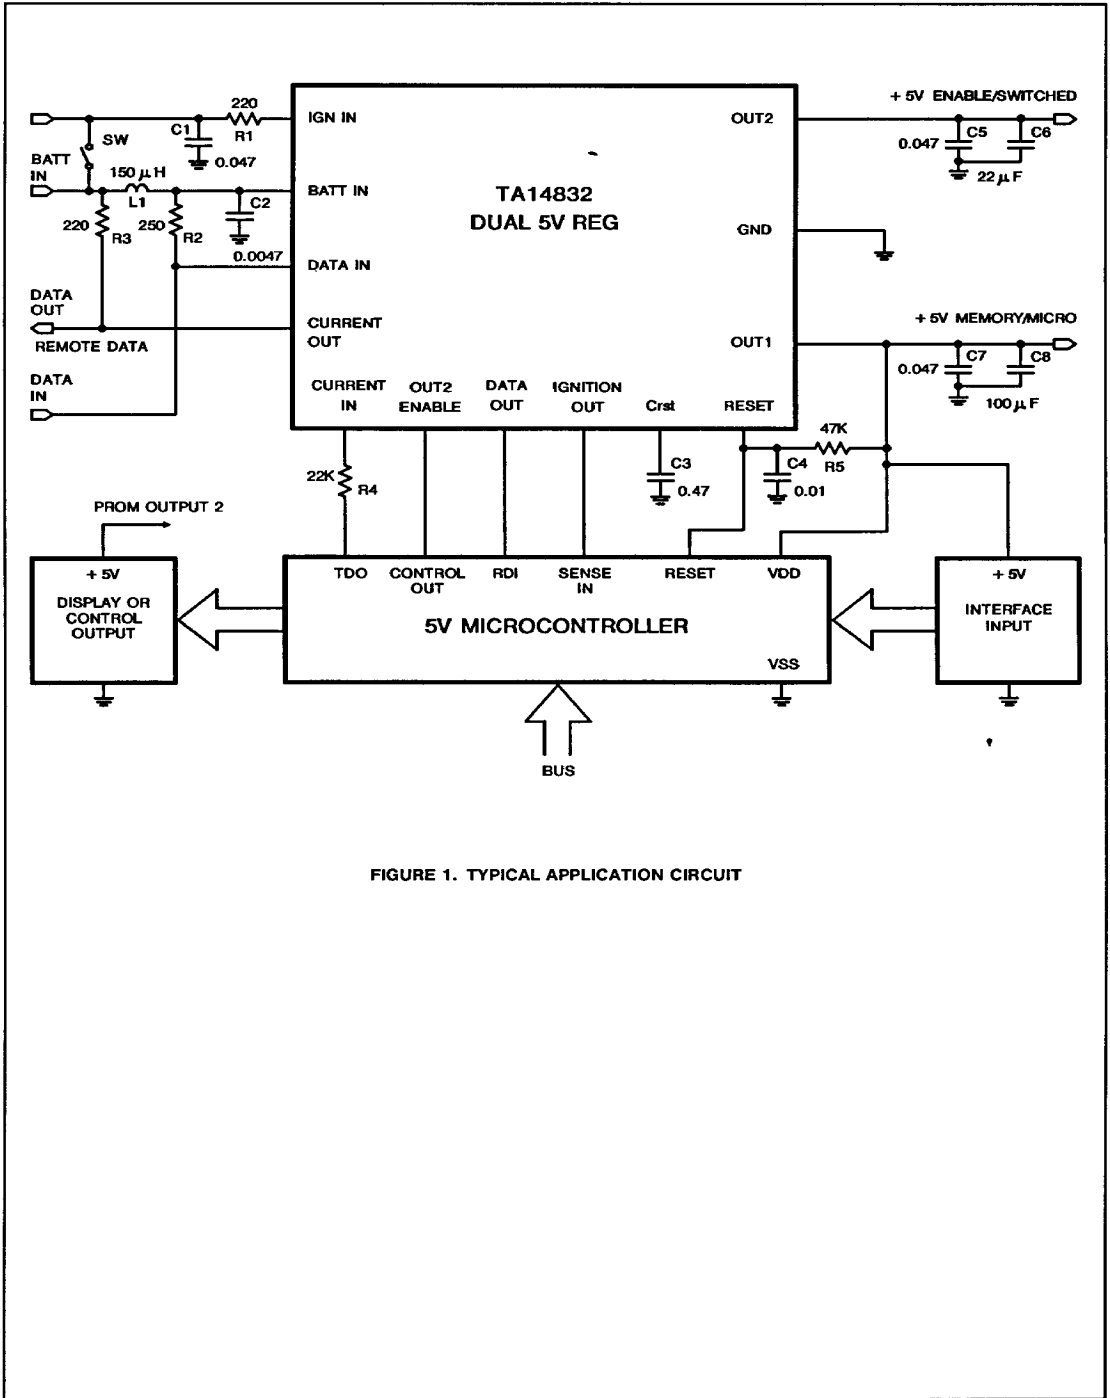 220
R1
C1
0.047
SW
BATT
IN
150 μH
L1
220
R3
250
R2
C2
0.0047
DATA
OUT
REMOTE DATA
DATA
IN
IGN IN
BATT IN
DATA IN
CURRENT
OUT
TA14832
DUAL 5V REG
OUT2
GND
OUT1
CURRENT
IN
OUT2
ENABLE
DATA
OUT
IGNITION
OUT
Crst
RESET
+ 5V ENABLE/SWITCHED
0.047
C5
C6
22 μF
+ 5V MEMORY/MICRO
0.047
C7
C8
100 μF
22K
R4
C3
0.47
C4
0.01
47K
R5
PROM OUTPUT 2
+ 5V
DISPLAY OR
CONTROL
OUTPUT
TDO
CONTROL
OUT
RDI
SENSE
IN
RESET
VDD
5V MICROCONTROLLER
VSS
+ 5V
INTERFACE
INPUT
BUS
FIGURE 1. TYPICAL APPLICATION CIRCUIT